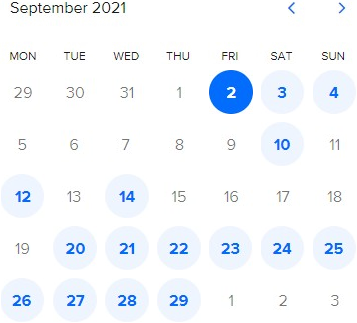 September 2021
MON TUE WED THU FRI SAT SUN
29 30 31 1 2 3 4
5 6 7 8 9 10 11
12 13 14 15 16 17 18
19 20 21 22 23 24 25
26 27 28 29 1 2 3